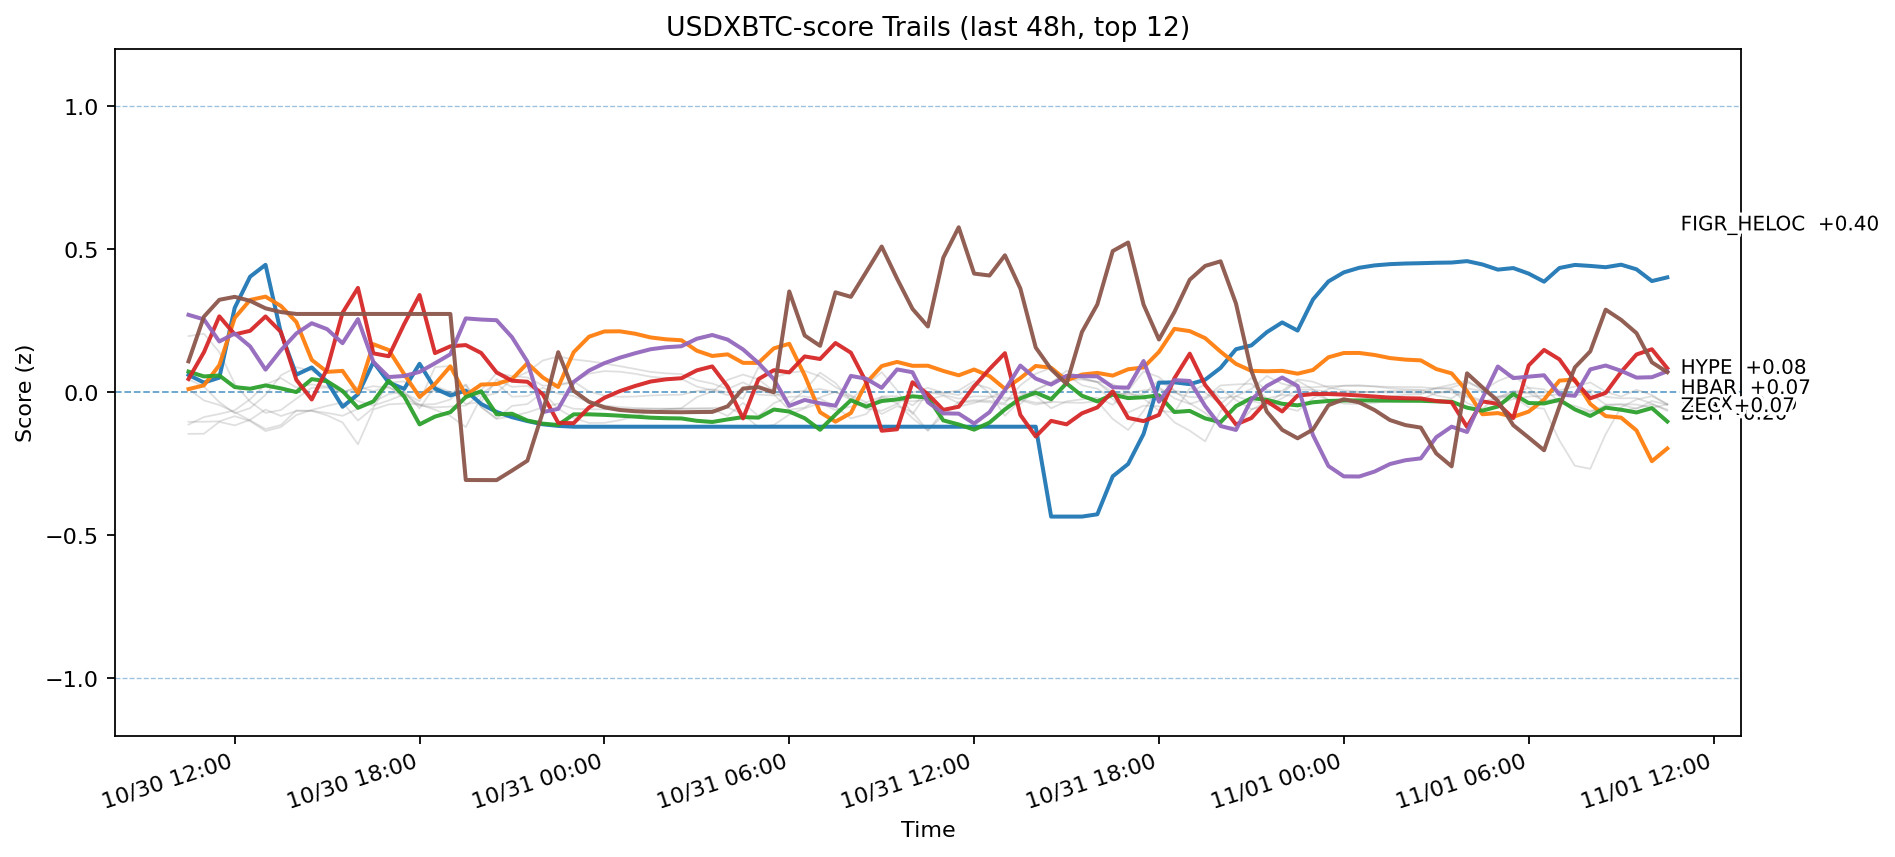 USDXBTC-score Trails (last 48h, top 12)
Score (z)
1.0
0.5
0.0
−0.5
−1.0
FIGR_HELOC +0.40
HYPE +0.08
HBAR +0.07
ZEC +0.07
10/30 12:00
10/30 18:00
10/31 00:00
10/31 06:00
10/31 12:00
10/31 18:00
11/01 00:00
11/01 06:00
11/01 12:00
Time